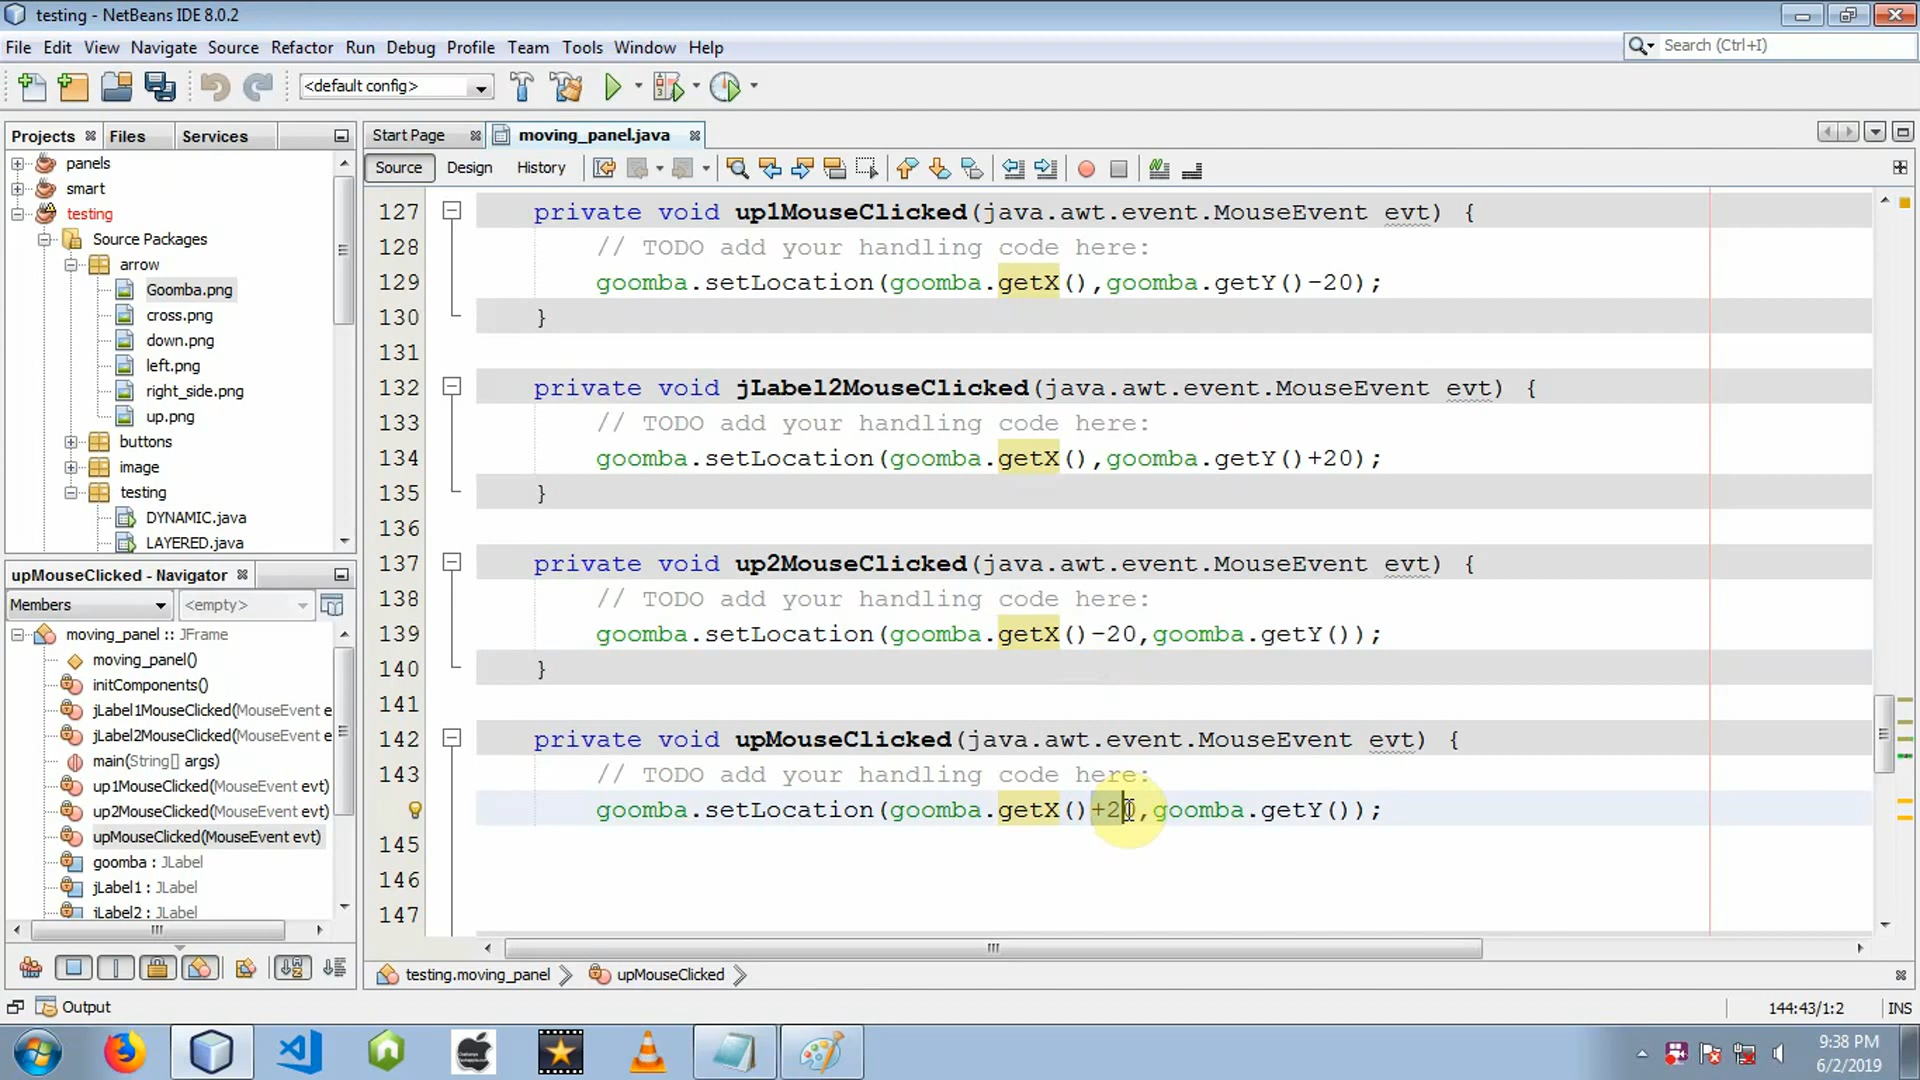 testing - NetBeans IDE 8.0.2
File Edit View Navigate Source Refactor Run Debug Profile Team Tools Window Help
Search (Ctrl+I)
<default config>
Projects Files Services
Start Page moving_panel.java
Source Design History
panels
smart
testing
Source Packages
arrow
Goomba.png
cross.png
down.png
left.png
right_side.png
up.png
buttons
image
testing
DYNAMIC.java
LAYERED.java
upMouseClicked - Navigator
Members <empty>
moving_panel :: JFrame
moving_panel()
initComponents()
jLabel1MouseClicked(MouseEvent e
jLabel2MouseClicked(MouseEvent e
main(String[] args)
up1MouseClicked(MouseEvent evt)
up2MouseClicked(MouseEvent evt)
upMouseClicked(MouseEvent evt)
goomba : JLabel
jLabel1 : JLabel
jLabel2 : JLabel
127 private void up1MouseClicked(java.awt.event.MouseEvent evt) {
128 // TODO add your handling code here:
129 goomba.setLocation(goomba.getX(),goomba.getY()-20);
130 }
131
132 private void jLabel2MouseClicked(java.awt.event.MouseEvent evt) {
133 // TODO add your handling code here:
134 goomba.setLocation(goomba.getX(),goomba.getY()+20);
135 }
136
137 private void up2MouseClicked(java.awt.event.MouseEvent evt) {
138 // TODO add your handling code here:
139 goomba.setLocation(goomba.getX()-20,goomba.getY());
140 }
141
142 private void upMouseClicked(java.awt.event.MouseEvent evt) {
143 // TODO add your handling code here:
goomba.setLocation(goomba.getX()+20,goomba.getY());
145
146
147
testing.moving_panel upMouseClicked
Output
144:43/1:2 INS
9:38 PM
6/2/2019